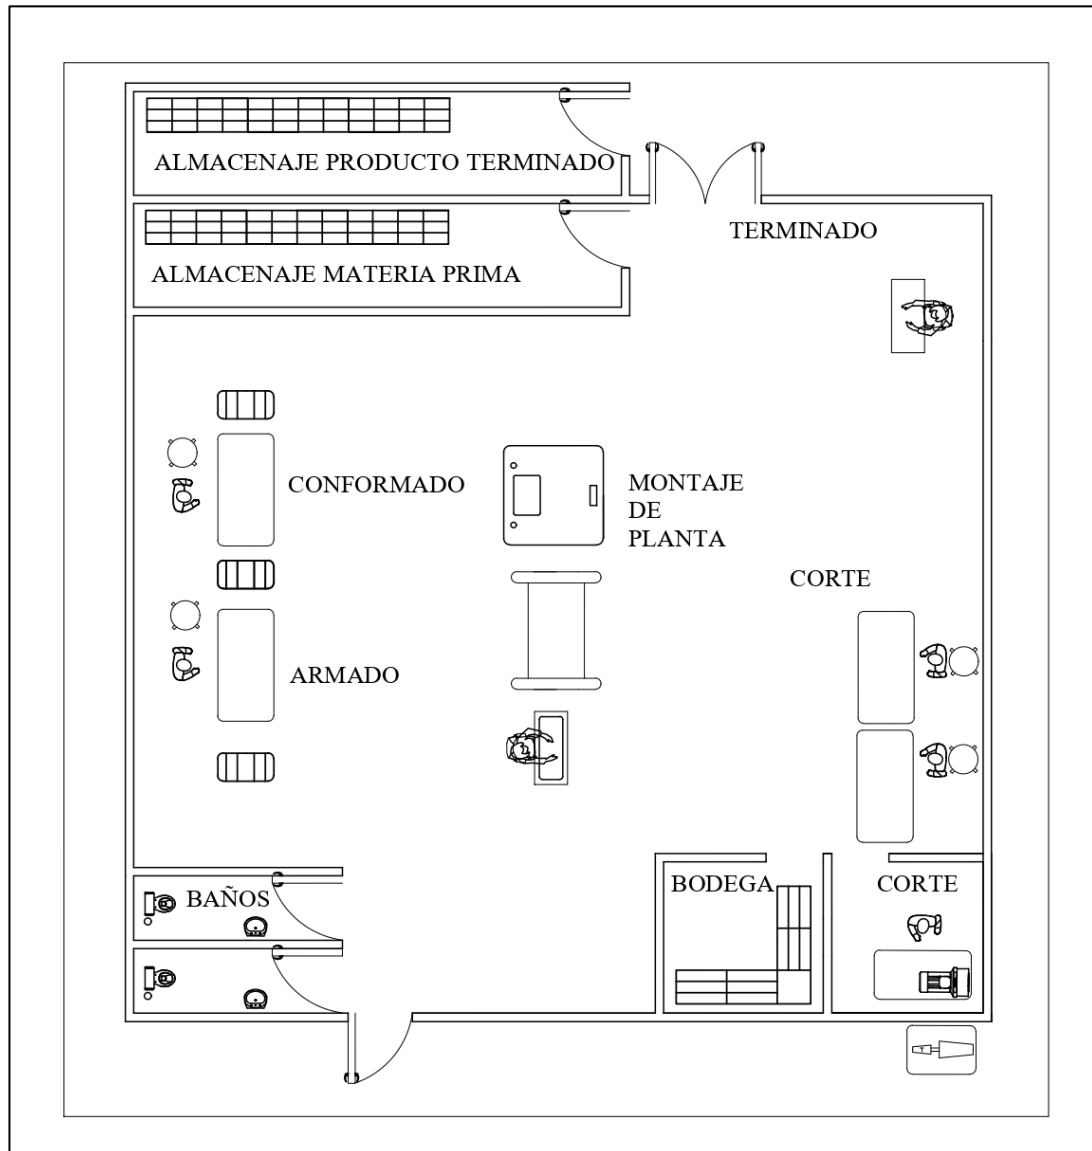 ALMACENAJE PRODUCTO TERMINADO
TERMINADO
ALMACENAJE MATERIA PRIMA
CONFORMADO
MONTAJE
DE
PLANTA
CORTE
ARMADO
BAÑOS
BODEGA
CORTE